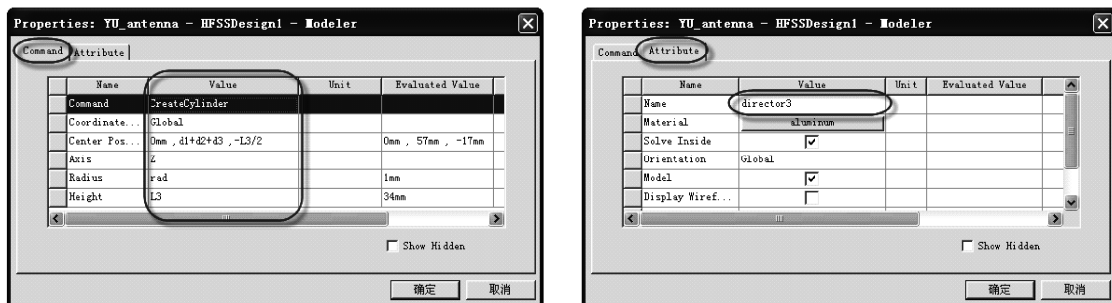 Properties: YU_antenna - HFSSDesign1 - Modeler
Command Attribute
Name Value Unit Evaluated Value
Command CreateCylinder
Coordinate... Global
Center Pos... 0mm , d1+d2+d3 , -L3/2 0mm , 57mm , -17mm
Axis Z
Radius rad 1mm
Height L3 34mm
Show Hidden
确定 取消
Properties: YU_antenna - HFSSDesign1 - Modeler
Command Attribute
Name Value Unit Evaluated Value
Name director3
Material aluminum
Solve Inside
Orientation Global
Model
Display Wiref...
Show Hidden
确定 取消